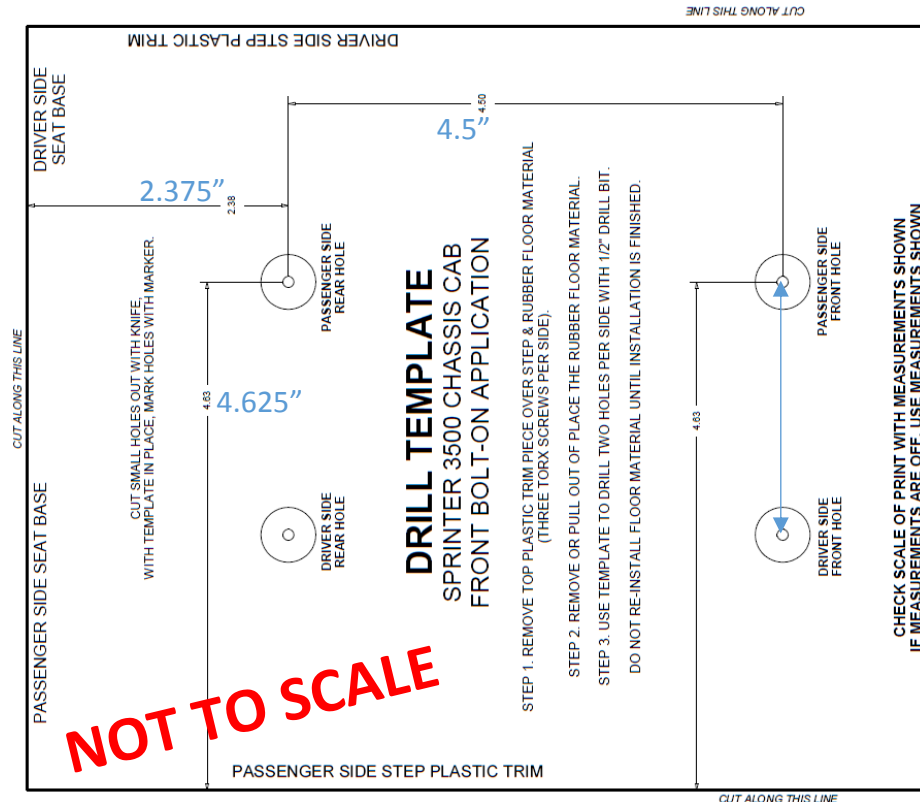 CUT ALONG THIS LINE
DRIVER SIDE STEP PLASTIC TRIM
DRIVER SIDE
SEAT BASE
4.50
4.5”
2.375”
2.38
CUT SMALL HOLES OUT WITH KNIFE,
WITH TEMPLATE IN PLACE, MARK HOLES WITH MARKER.
PASSENGER SIDE
REAR HOLE
PASSENGER SIDE
FRONT HOLE
CUT ALONG THIS LINE
4.63
4.625”
4.63
DRILL TEMPLATE
SPRINTER 3500 CHASSIS CAB
FRONT BOLT-ON APPLICATION
STEP 1. REMOVE TOP PLASTIC TRIM PIECE OVER STEP & RUBBER FLOOR MATERIAL
(THREE TORX SCREWS PER SIDE).
STEP 2. REMOVE OR PULL OUT OF PLACE THE RUBBER FLOOR MATERIAL.
STEP 3. USE TEMPLATE TO DRILL TWO HOLES PER SIDE WITH 1/2" DRILL BIT.
DO NOT RE-INSTALL FLOOR MATERIAL UNTIL INSTALLATION IS FINISHED.
PASSENGER SIDE SEAT BASE
DRIVER SIDE
REAR HOLE
DRIVER SIDE
FRONT HOLE
CHECK SCALE OF PRINT WITH MEASUREMENTS SHOWN
IF MEASUREMENTS ARE OFF, USE MEASUREMENTS SHOWN
NOT TO SCALE
PASSENGER SIDE STEP PLASTIC TRIM
CUT ALONG THIS LINE